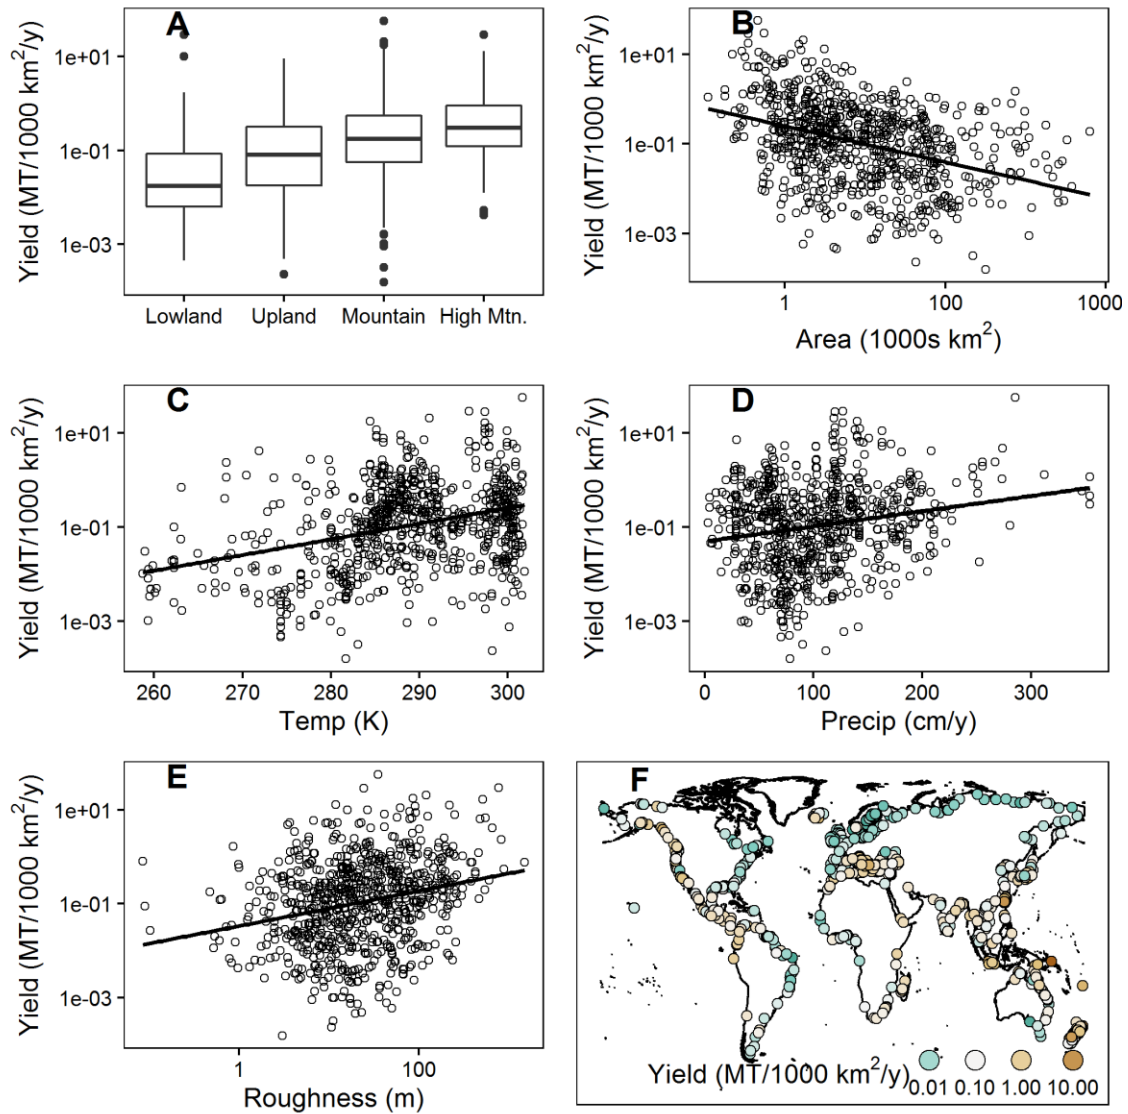 A
Yield (MT/1000 km²/y)
1e+01
1e-01
1e-03
Lowland Upland Mountain High Mtn.
B
Yield (MT/1000 km²/y)
1e+01
1e-01
1e-03
1 100 1000
Area (1000s km²)
C
Yield (MT/1000 km²/y)
1e+01
1e-01
1e-03
260 270 280 290 300
Temp (K)
D
Yield (MT/1000 km²/y)
1e+01
1e-01
1e-03
0 100 200 300
Precip (cm/y)
E
Yield (MT/1000 km²/y)
1e+01
1e-01
1e-03
1 100
Roughness (m)
F
Yield (MT/1000 km²/y)
0.01 0.10 1.00 10.00